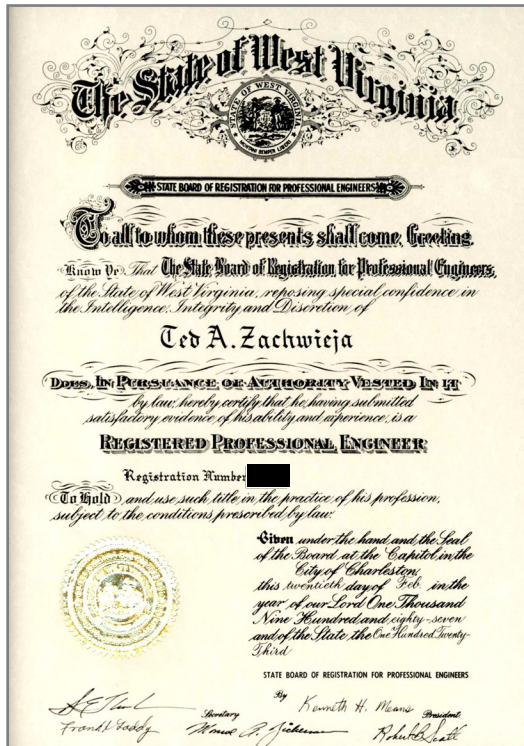 The State of West Virginia
STATE OF WEST VIRGINIA
MONTANI SEMPER LIBERI
STATE BOARD OF REGISTRATION FOR PROFESSIONAL ENGINEERS
To all to whom these presents shall come, Greeting.
Know Ye That The State Board of Registration for Professional Engineers,
of the State of West Virginia, reposing special confidence in
the Intelligence, Integrity and Discretion of
Ted A. Zachwieja
DOES, IN PURSUANCE OF AUTHORITY VESTED IN IT
by law, hereby certify that he, having submitted
satisfactory evidence of his ability and experience, is a
REGISTERED PROFESSIONAL ENGINEER
Registration Number
To Hold and use such title in the practice of his profession,
subject to the conditions prescribed by law.
Given under the hand and the Seal
of the Board at the Capitol in the
City of Charleston;
this twentieth day of Feb. in the
year of our Lord One Thousand
Nine Hundred and eighty-seven
and of the State the One Hundred Twenty-
Third
STATE BOARD OF REGISTRATION FOR PROFESSIONAL ENGINEERS
By Kenneth H. Means President
Secretary